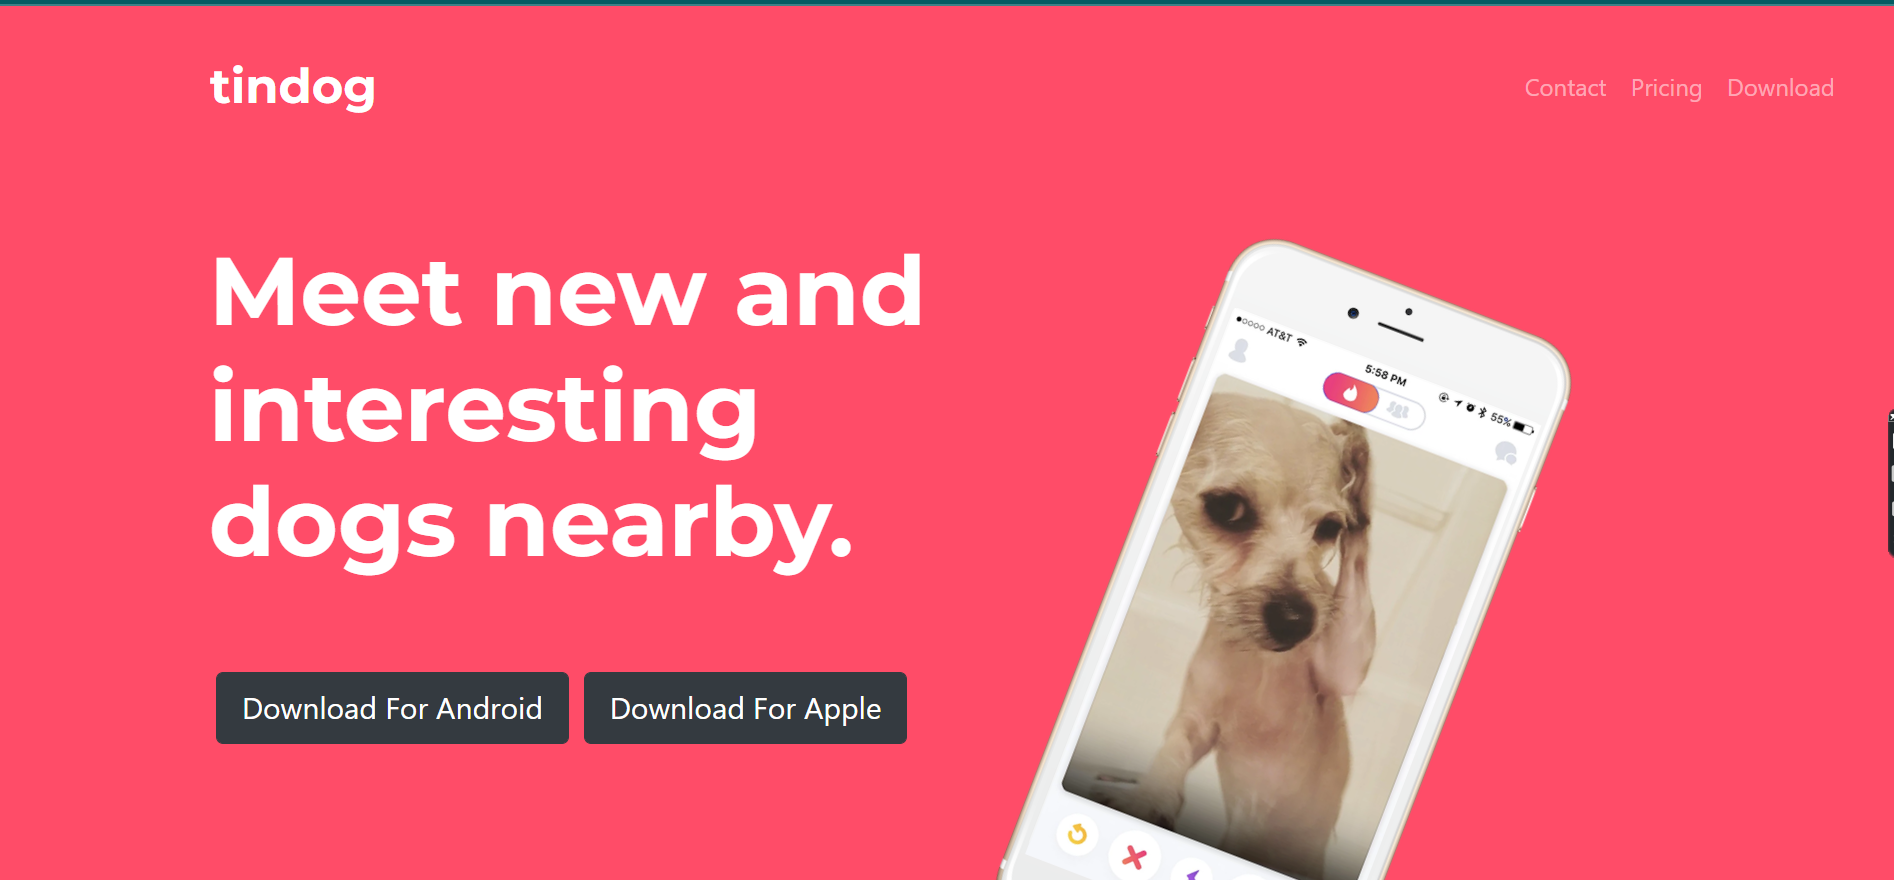 tindog
Contact Pricing Download
Meet new and
interesting
dogs nearby.
AT&T
5:58 PM
55%
Download For Android Download For Apple